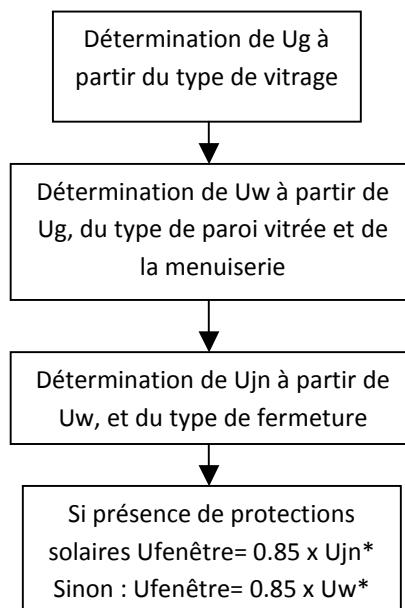 Détermination de Ug à
partir du type de vitrage
Détermination de Uw à partir de
Ug, du type de paroi vitrée et de
la menuiserie
Détermination de Ujn à partir de
Uw, et du type de fermeture
Si présence de protections
solaires Ufenêtre= 0.85 x Ujn*
Sinon : Ufenêtre= 0.85 x Uw*